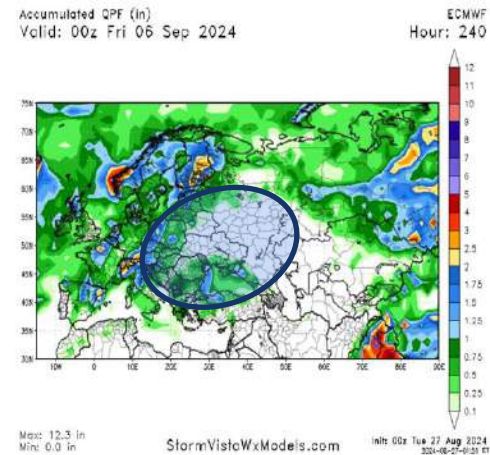 Accumulated QPF (in)
ECMWF
Valid: 00z Fri 06 Sep 2024
Hour: 240
12
11
10
9
8
7
6
5
4
3
2.5
2
1.75
1.5
1.25
1
0.75
0.5
0.25
0.1
75N
70N
65N
60N
55N
50N
45N
40N
35N
30N
10W
0
10E
20E
30E
40E
50E
60E
70E
80E
90E
Max: 12.3 in
Min: 0.0 in
StormVistaWxModels.com
Init: 00z Tue 27 Aug 2024